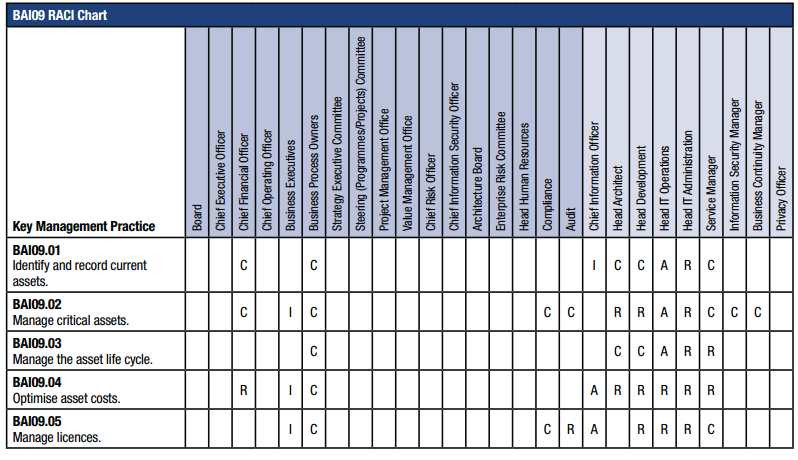 BAI09 RACI Chart
Key Management Practice
Board
Chief Executive Officer
Chief Financial Officer
Chief Operating Officer
Business Executives
Business Process Owners
Strategy Executive Committee
Steering (Programmes/Projects) Committee
Project Management Office
Value Management Office
Chief Risk Officer
Chief Information Security Officer
Architecture Board
Enterprise Risk Committee
Head Human Resources
Compliance
Audit
Chief Information Officer
Head Architect
Head Development
Head IT Operations
Head IT Administration
Service Manager
Information Security Manager
Business Continuity Manager
Privacy Officer
BAI09.01
Identify and record current
assets.
C C I C C A R C
BAI09.02
Manage critical assets.
C I C C C R R A R C C C
BAI09.03
Manage the asset life cycle.
C C C A R R
BAI09.04
Optimise asset costs.
R I C A R R R R R
BAI09.05
Manage licences.
I C C R A R R R C